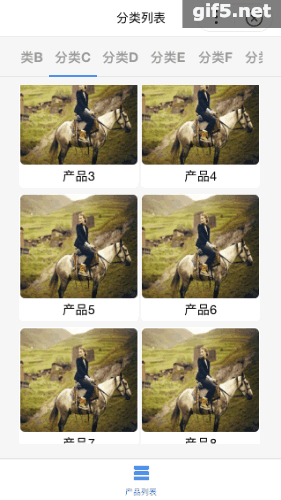 分类列表
gif5.net
类B 分类C 分类D 分类E 分类F 分类
产品3 产品4
产品5 产品6
产品7 产品8
产品列表